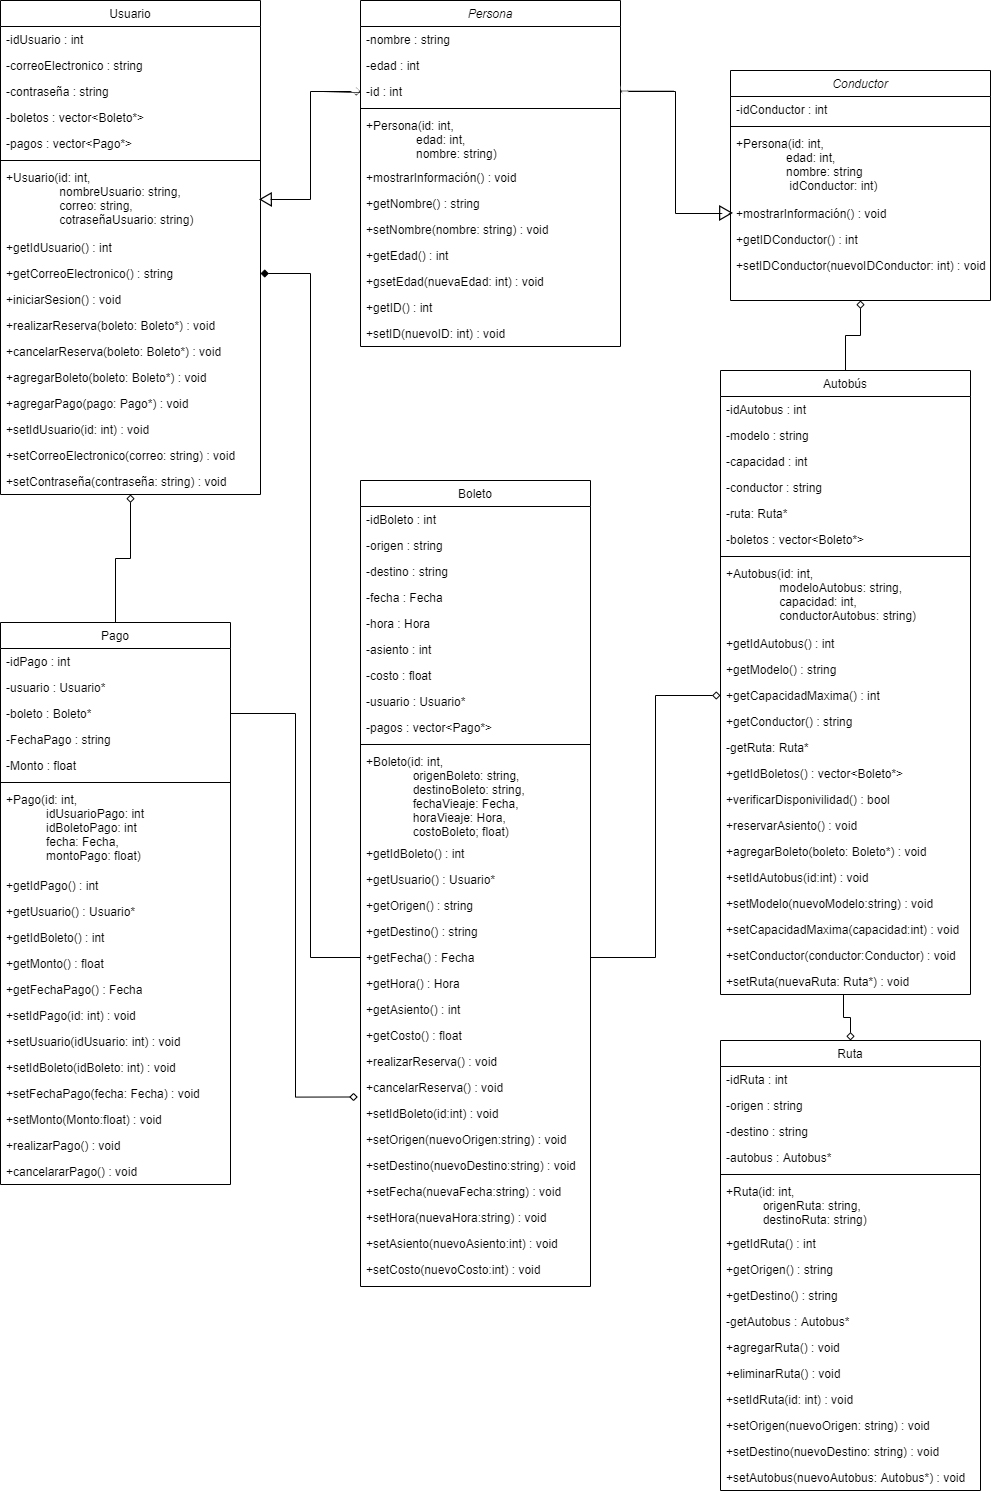 Usuario
-idUsuario : int
-correoElectronico : string
-contraseña : string
-boletos : vector<Boleto*>
-pagos : vector<Pago*>
+Usuario(id: int,
nombreUsuario: string,
correo: string,
cotraseñaUsuario: string)
+getIdUsuario() : int
+getCorreoElectronico() : string
+iniciarSesion() : void
+realizarReserva(boleto: Boleto*) : void
+cancelarReserva(boleto: Boleto*) : void
+agregarBoleto(boleto: Boleto*) : void
+agregarPago(pago: Pago*) : void
+setIdUsuario(id: int) : void
+setCorreoElectronico(correo: string) : void
+setContraseña(contraseña: string) : void
Persona
-nombre : string
-edad : int
-id : int
+Persona(id: int,
edad: int,
nombre: string)
+mostrarInformación() : void
+getNombre() : string
+setNombre(nombre: string) : void
+getEdad() : int
+gsetEdad(nuevaEdad: int) : void
+getID() : int
+setID(nuevoID: int) : void
Conductor
-idConductor : int
+Persona(id: int,
edad: int,
nombre: string
idConductor: int)
+mostrarInformación() : void
+getIDConductor() : int
+setIDConductor(nuevoIDConductor: int) : void
Autobús
-idAutobus : int
-modelo : string
-capacidad : int
-conductor : string
-ruta: Ruta*
-boletos : vector<Boleto*>
+Autobus(id: int,
modeloAutobus: string,
capacidad: int,
conductorAutobus: string)
+getIdAutobus() : int
+getModelo() : string
+getCapacidadMaxima() : int
+getConductor() : string
-getRuta: Ruta*
+getIdBoletos() : vector<Boleto*>
+verificarDisponivilidad() : bool
+reservarAsiento() : void
+agregarBoleto(boleto: Boleto*) : void
+setIdAutobus(id:int) : void
+setModelo(nuevoModelo:string) : void
+setCapacidadMaxima(capacidad:int) : void
+setConductor(conductor:Conductor) : void
+setRuta(nuevaRuta: Ruta*) : void
Boleto
-idBoleto : int
-origen : string
-destino : string
-fecha : Fecha
-hora : Hora
-asiento : int
-costo : float
-usuario : Usuario*
-pagos : vector<Pago*>
+Boleto(id: int,
origenBoleto: string,
destinoBoleto: string,
fechaVieaje: Fecha,
horaVieaje: Hora,
costoBoleto; float)
+getIdBoleto() : int
+getUsuario() : Usuario*
+getOrigen() : string
+getDestino() : string
+getFecha() : Fecha
+getHora() : Hora
+getAsiento() : int
+getCosto() : float
+realizarReserva() : void
+cancelarReserva() : void
+setIdBoleto(id:int) : void
+setOrigen(nuevoOrigen:string) : void
+setDestino(nuevoDestino:string) : void
+setFecha(nuevaFecha:string) : void
+setHora(nuevaHora:string) : void
+setAsiento(nuevoAsiento:int) : void
+setCosto(nuevoCosto:int) : void
Pago
-idPago : int
-usuario : Usuario*
-boleto : Boleto*
-FechaPago : string
-Monto : float
+Pago(id: int,
idUsuarioPago: int
idBoletoPago: int
fecha: Fecha,
montoPago: float)
+getIdPago() : int
+getUsuario() : Usuario*
+getIdBoleto() : int
+getMonto() : float
+getFechaPago() : Fecha
+setIdPago(id: int) : void
+setUsuario(idUsuario: int) : void
+setIdBoleto(idBoleto: int) : void
+setFechaPago(fecha: Fecha) : void
+setMonto(Monto:float) : void
+realizarPago() : void
+cancelararPago() : void
Ruta
-idRuta : int
-origen : string
-destino : string
-autobus : Autobus*
+Ruta(id: int,
origenRuta: string,
destinoRuta: string)
+getIdRuta() : int
+getOrigen() : string
+getDestino() : string
-getAutobus : Autobus*
+agregarRuta() : void
+eliminarRuta() : void
+setIdRuta(id: int) : void
+setOrigen(nuevoOrigen: string) : void
+setDestino(nuevoDestino: string) : void
+setAutobus(nuevoAutobus: Autobus*) : void